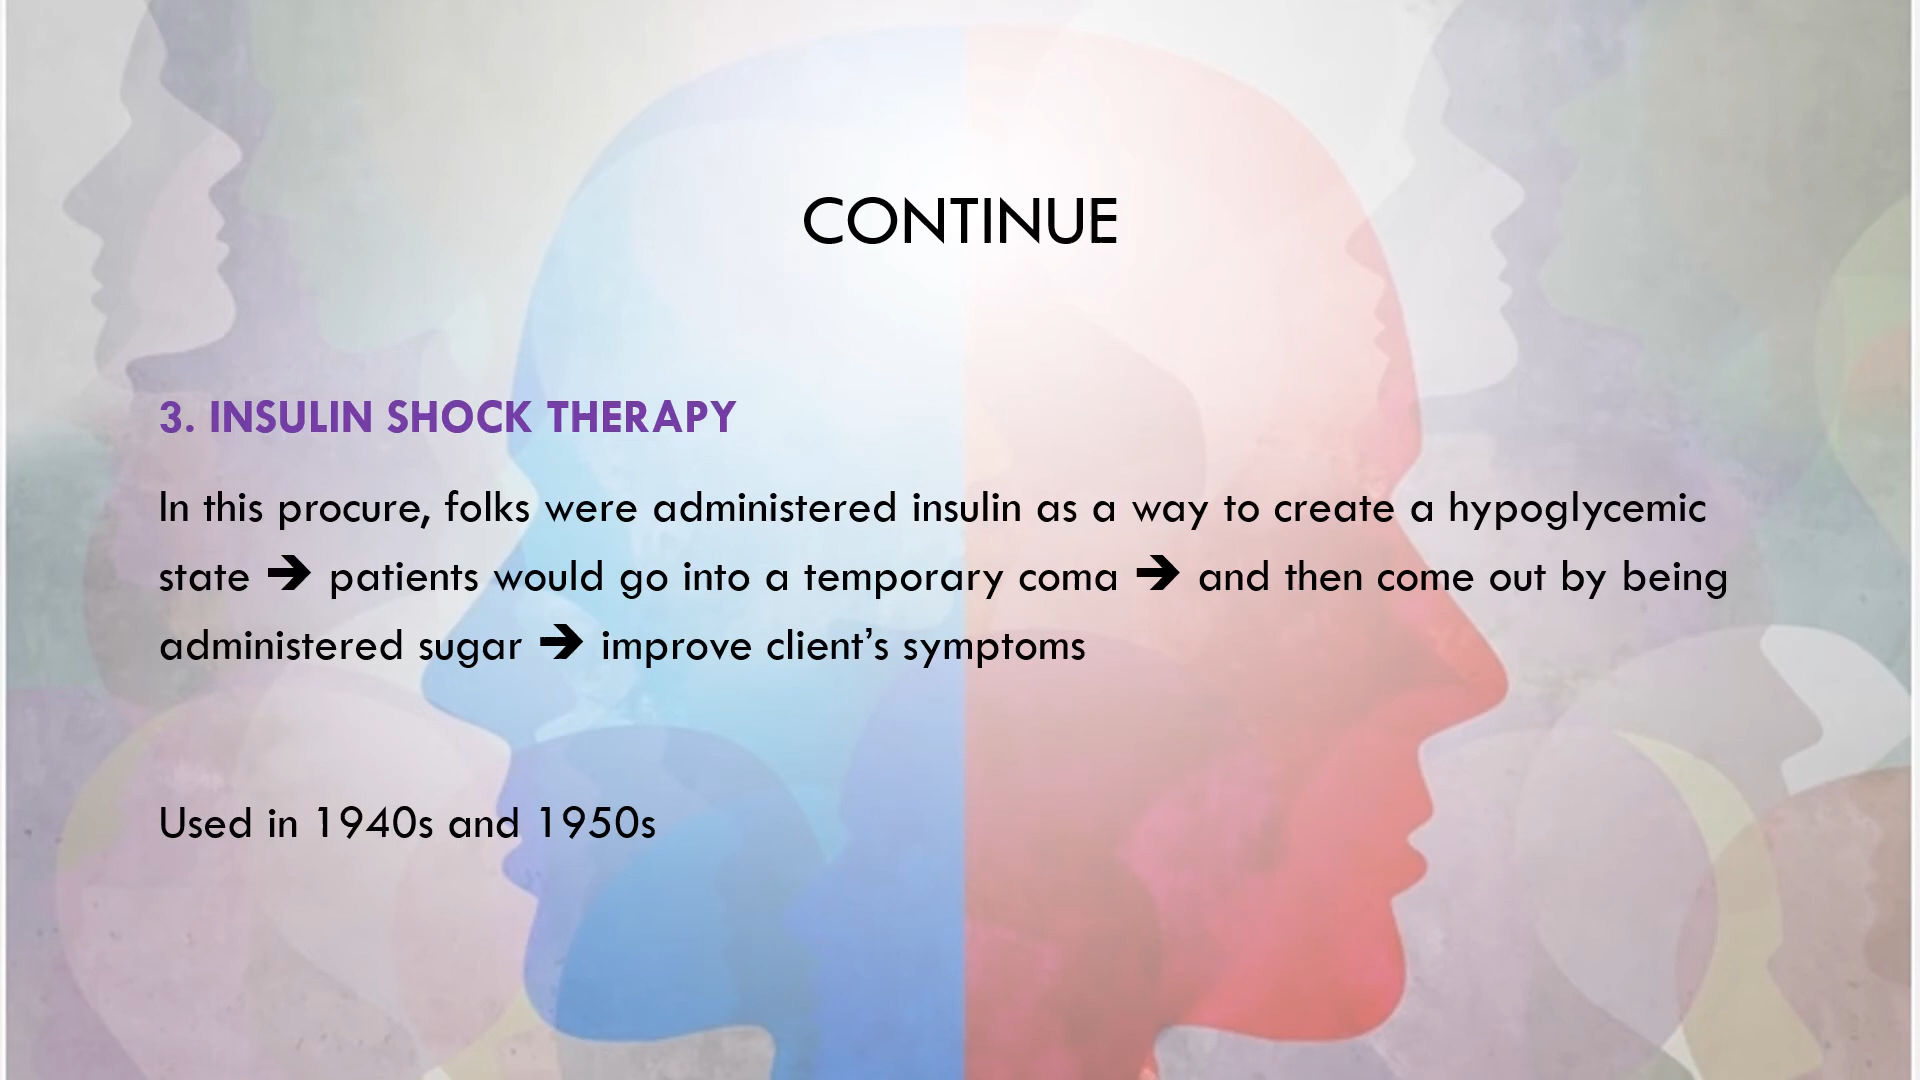 CONTINUE
3. INSULIN SHOCK THERAPY
In this procure, folks were administered insulin as a way to create a hypoglycemic
state ➔ patients would go into a temporary coma ➔ and then come out by being
administered sugar ➔ improve client’s symptoms
Used in 1940s and 1950s